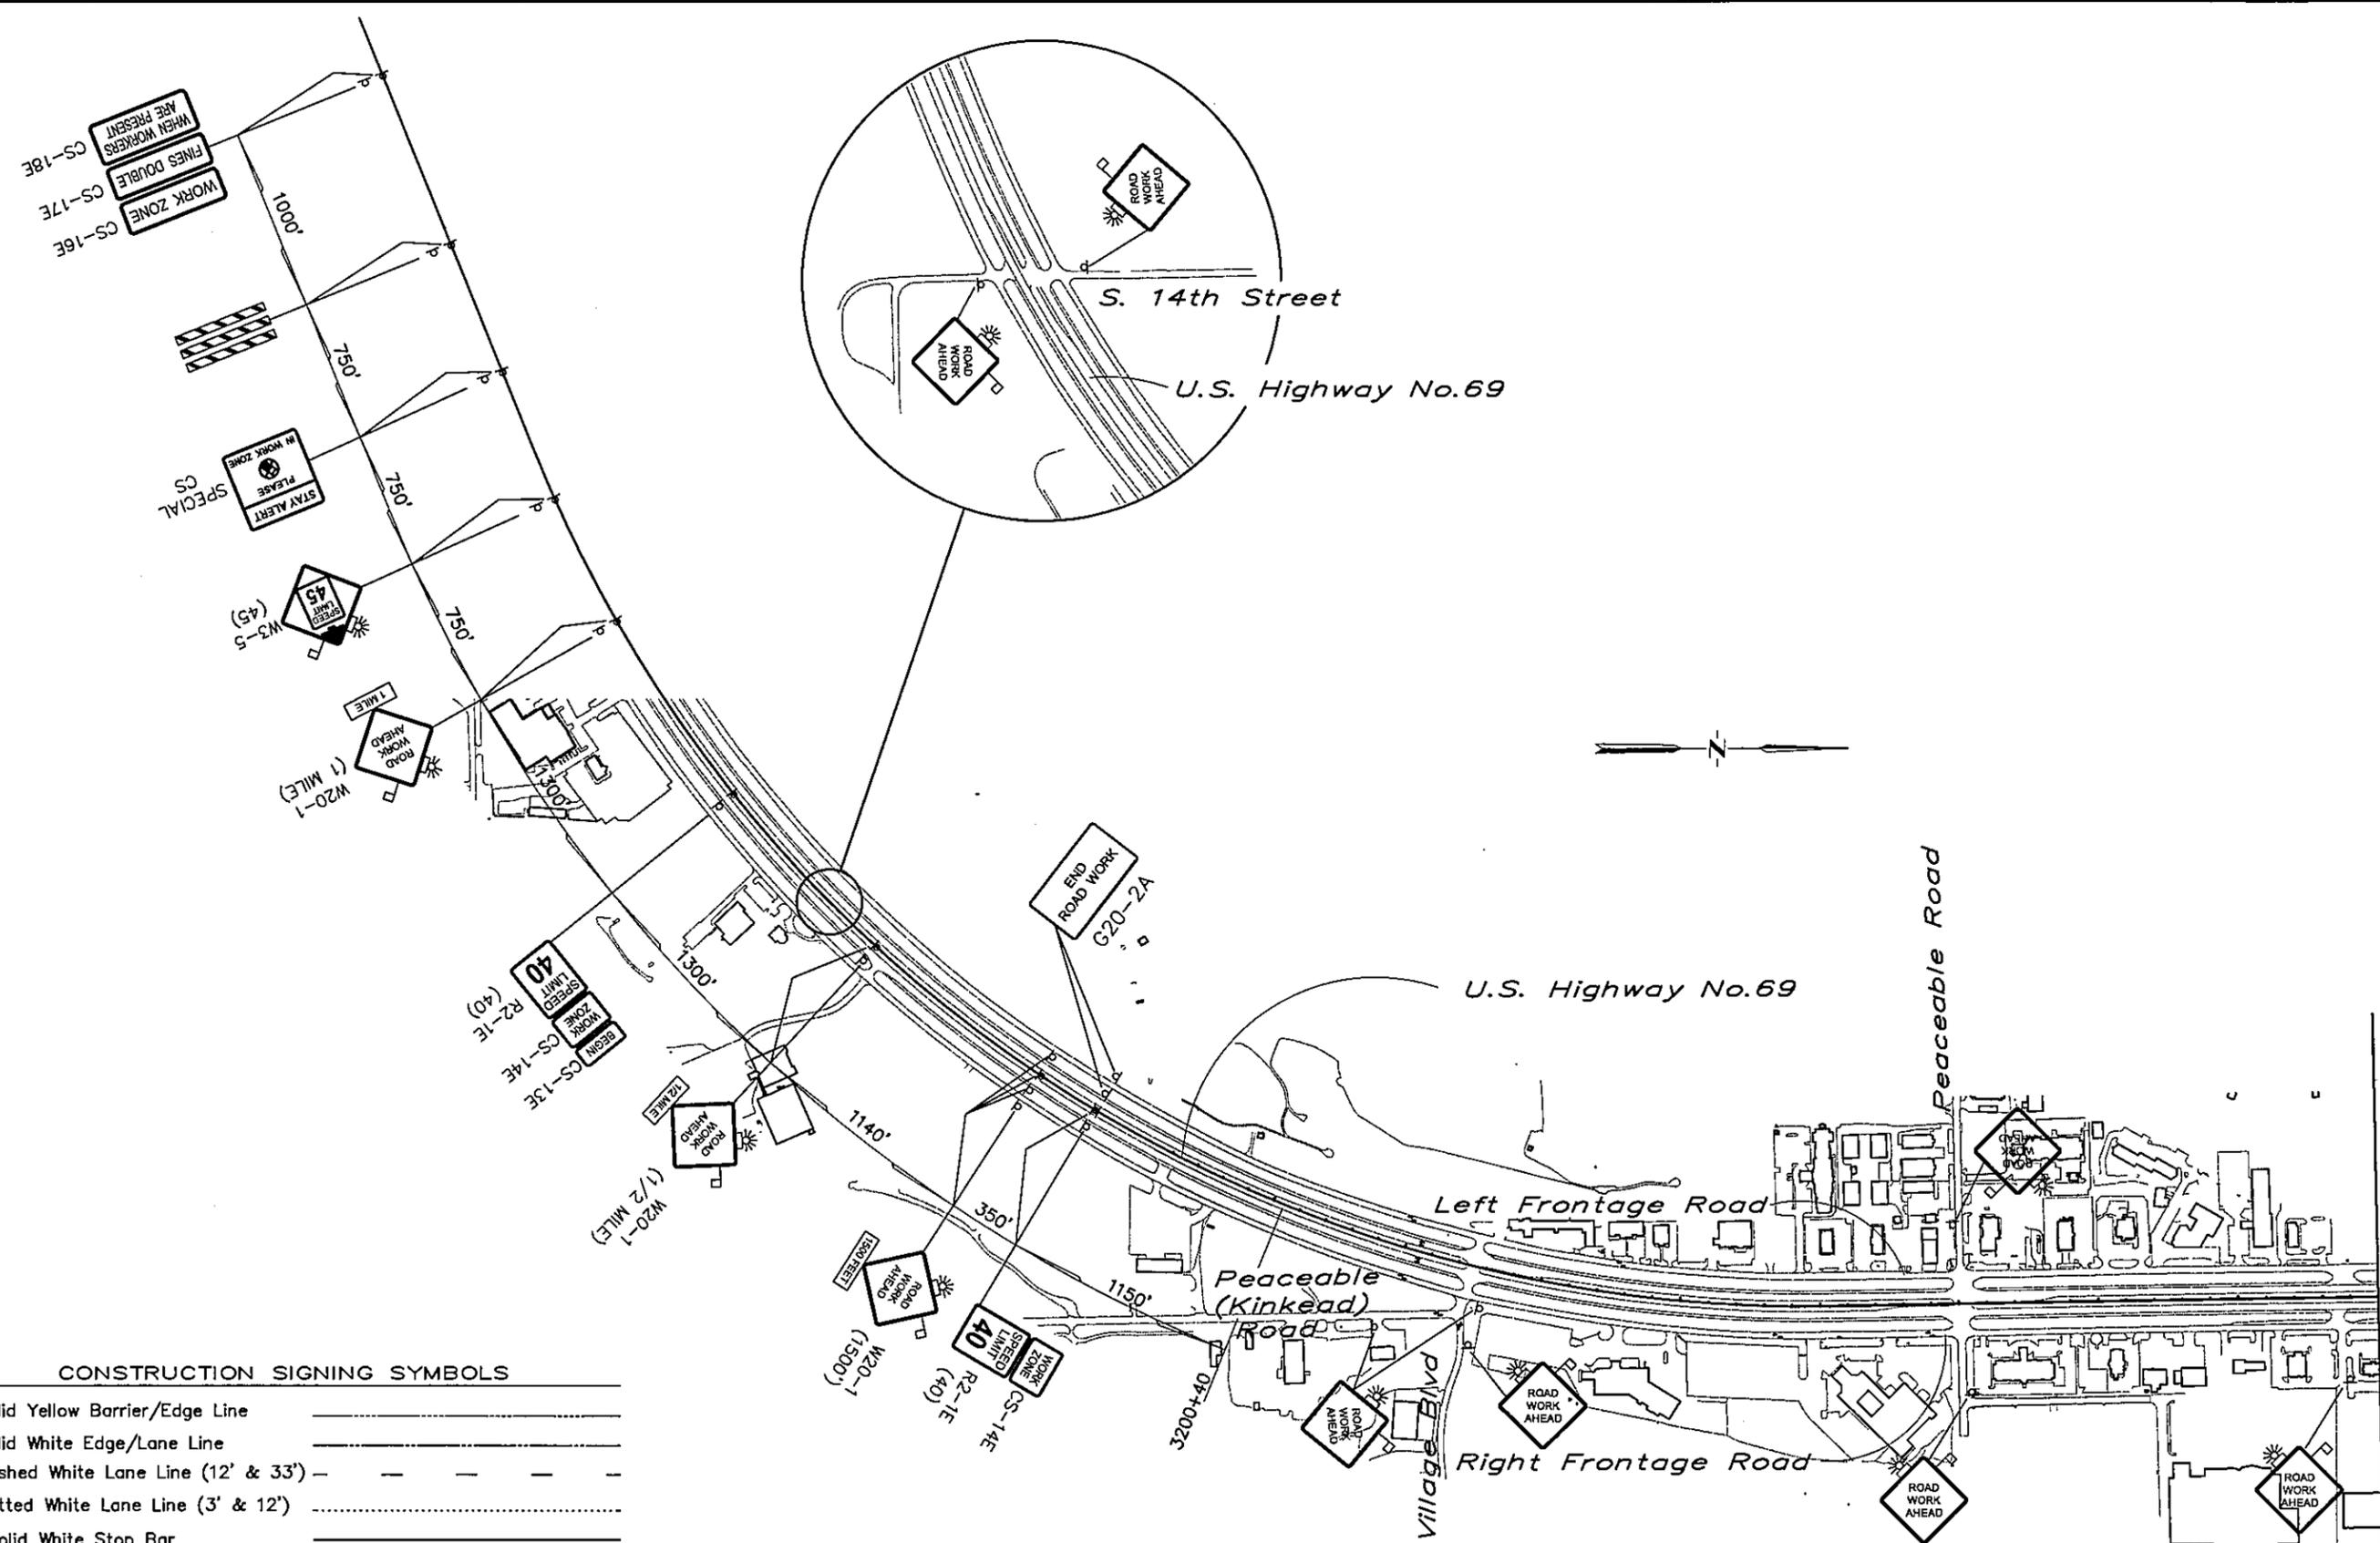 WHEN WORKERS
ARE PRESENT
CS-18E
FINES DOUBLE
CS-17E
WORK ZONE
CS-16E
1000'
750'
STAY ALERT
PLEASE
IN WORK ZONE
SPECIAL
CS
750'
SPEED
LIMIT
45
W3-5
(45)
750'
1 MILE
ROAD
WORK
AHEAD
W20-1
(1 MILE)
1300'
ROAD
WORK
AHEAD
S. 14th Street
ROAD
WORK
AHEAD
U.S. Highway No.69
N
END
ROAD WORK
G20-2A
BEGIN
WORK
ZONE
SPEED
LIMIT
40
R2-1E
(40)
CS-14E
CS-13E
1300'
1/2 MILE
ROAD
WORK
AHEAD
W20-1
(1/2 MILE)
1140'
U.S. Highway No.69
Peaceable Road
ROAD
WORK
AHEAD
Left Frontage Road
350'
1500 FEET
ROAD
WORK
AHEAD
W20-1
(1500')
WORK
ZONE
SPEED
LIMIT
40
R2-1E
(40)
CS-14E
1150'
Peaceable
(Kinkead)
Road
3200+40
ROAD
WORK
AHEAD
Village Blvd
ROAD
WORK
AHEAD
Right Frontage Road
ROAD
WORK
AHEAD
ROAD
WORK
AHEAD
CONSTRUCTION SIGNING SYMBOLS
id Yellow Barrier/Edge Line
id White Edge/Lane Line
shed White Lane Line (12' & 33')
tted White Lane Line (3' & 12')
olid White Stop Bar